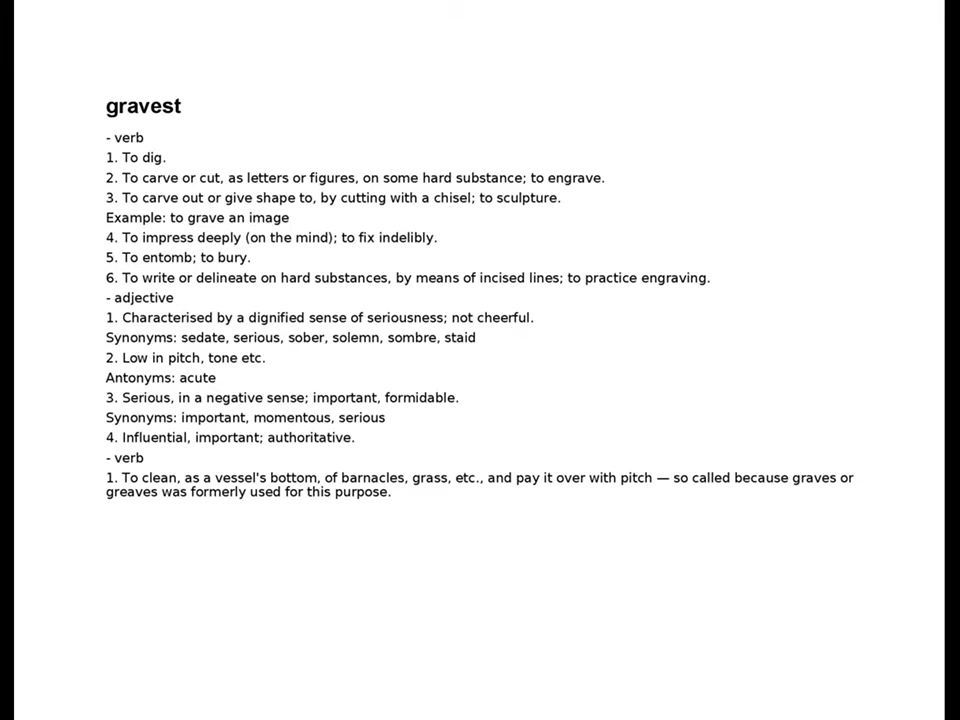 gravest
- verb
1. To dig.
2. To carve or cut, as letters or figures, on some hard substance; to engrave.
3. To carve out or give shape to, by cutting with a chisel; to sculpture.
Example: to grave an image
4. To impress deeply (on the mind); to fix indelibly.
5. To entomb; to bury.
6. To write or delineate on hard substances, by means of incised lines; to practice engraving.
- adjective
1. Characterised by a dignified sense of seriousness; not cheerful.
Synonyms: sedate, serious, sober, solemn, sombre, staid
2. Low in pitch, tone etc.
Antonyms: acute
3. Serious, in a negative sense; important, formidable.
Synonyms: important, momentous, serious
4. Influential, important; authoritative.
- verb
1. To clean, as a vessel's bottom, of barnacles, grass, etc., and pay it over with pitch — so called because graves or
greaves was formerly used for this purpose.